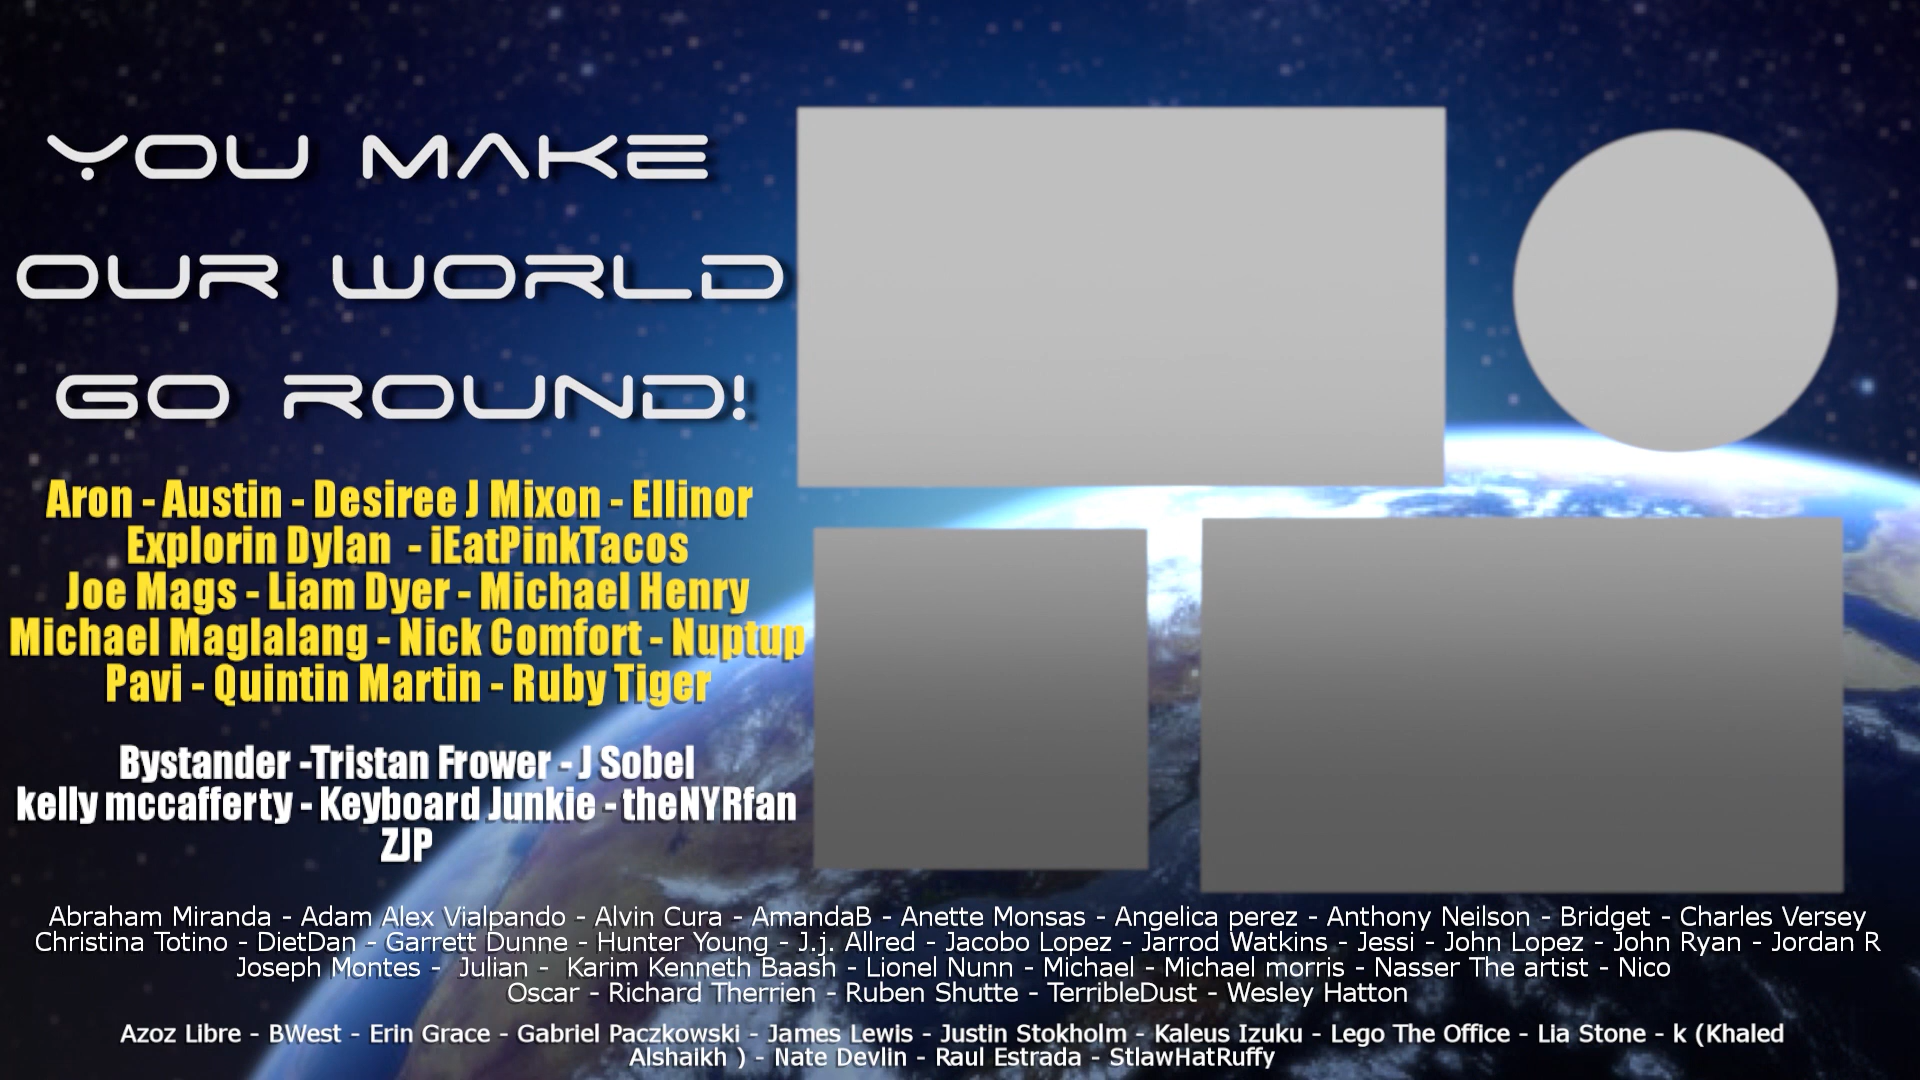 YOU MAKE
OUR WORLD
GO ROUND!
Aron - Austin - Desiree J Mixon - Ellinor
Explorin Dylan  - iEatPinkTacos
Joe Mags - Liam Dyer - Michael Henry
Michael Maglalang - Nick Comfort - Nuptup
Pavi - Quintin Martin - Ruby Tiger
Bystander -Tristan Frower - J Sobel
kelly mccafferty - Keyboard Junkie - theNYRfan
ZJP
Abraham Miranda - Adam Alex Vialpando - Alvin Cura - AmandaB - Anette Monsas - Angelica perez - Anthony Neilson - Bridget - Charles Versey
Christina Totino - DietDan - Garrett Dunne - Hunter Young - J.j. Allred - Jacobo Lopez - Jarrod Watkins - Jessi - John Lopez - John Ryan - Jordan R
Joseph Montes -  Julian -  Karim Kenneth Baash - Lionel Nunn - Michael - Michael morris - Nasser The artist - Nico
Oscar - Richard Therrien - Ruben Shutte - TerribleDust - Wesley Hatton
Azoz Libre - BWest - Erin Grace - Gabriel Paczkowski - James Lewis - Justin Stokholm - Kaleus Izuku - Lego The Office - Lia Stone - k (Khaled
Alshaikh ) - Nate Devlin - Raul Estrada - StlawHatRuffy